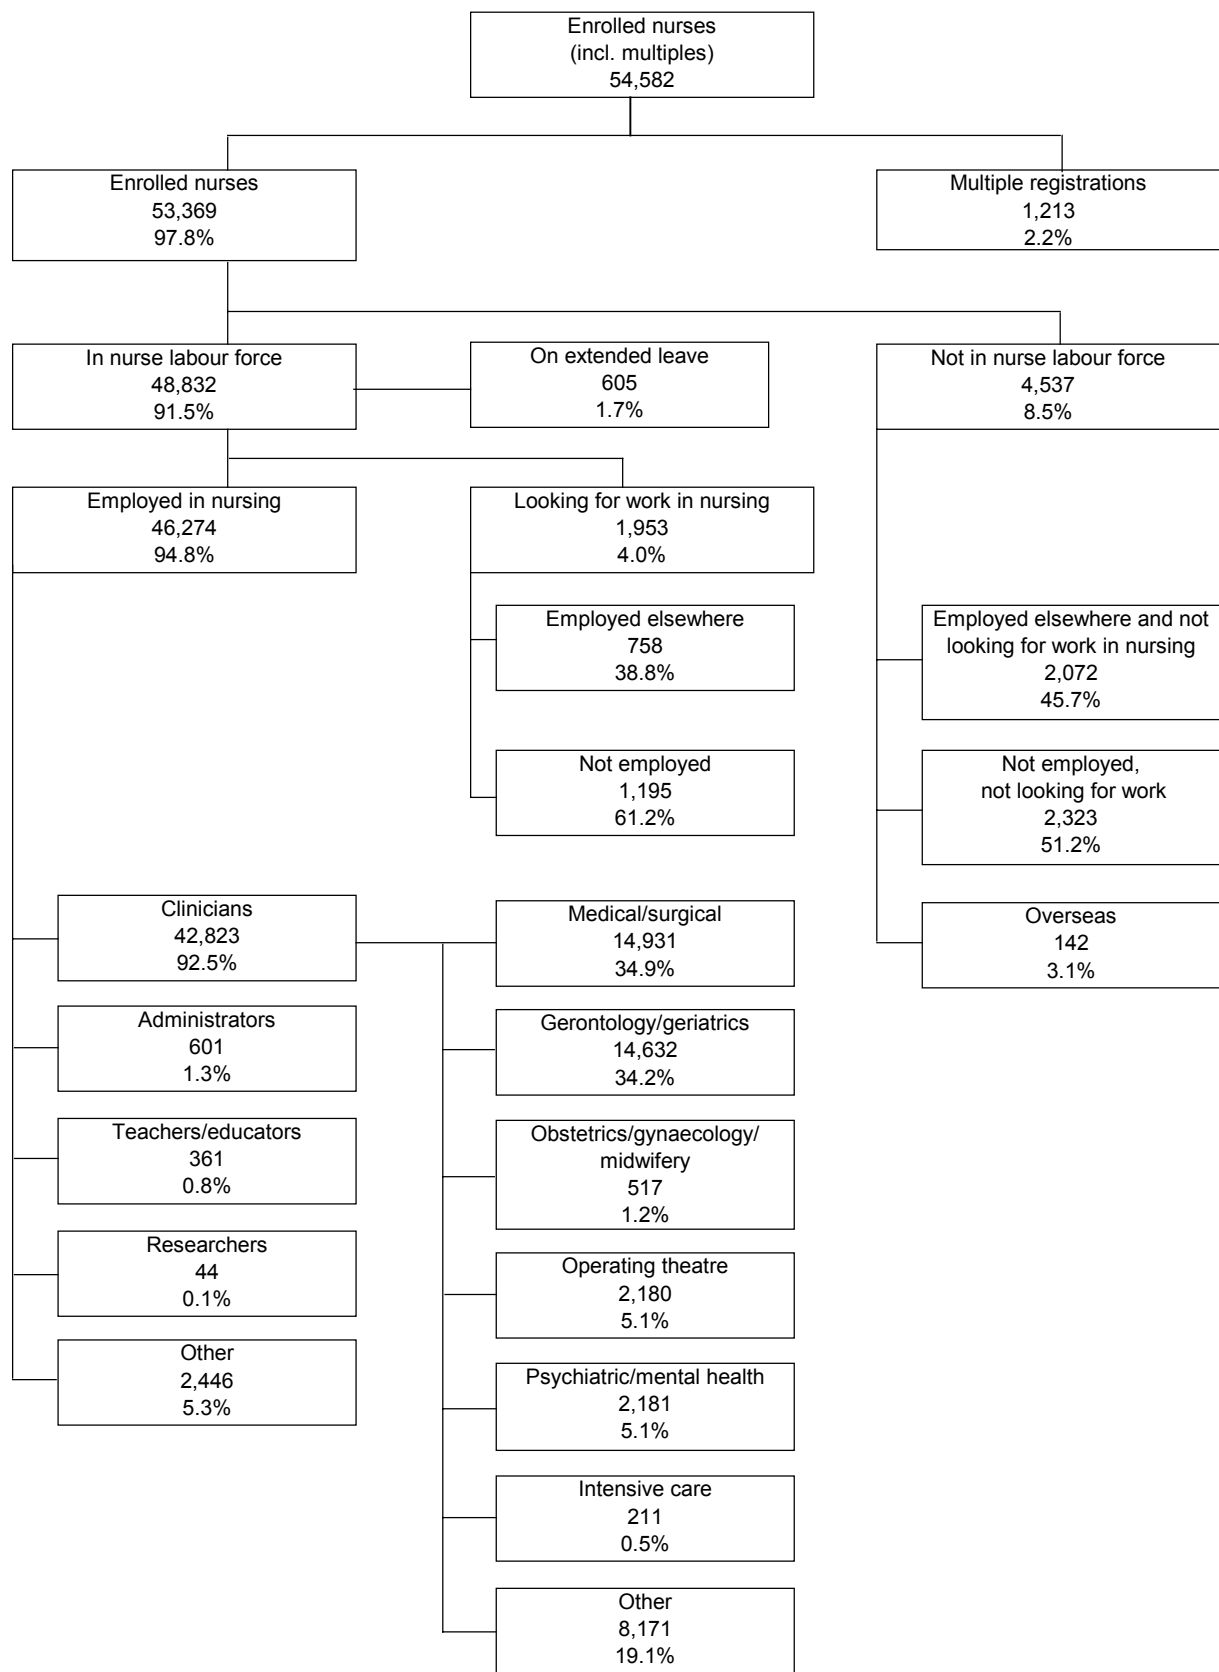 Enrolled nurses
(incl. multiples)
54,582
Enrolled nurses
53,369
97.8%
Multiple registrations
1,213
2.2%
In nurse labour force
48,832
91.5%
On extended leave
605
1.7%
Not in nurse labour force
4,537
8.5%
Employed in nursing
46,274
94.8%
Looking for work in nursing
1,953
4.0%
Employed elsewhere
758
38.8%
Not employed
1,195
61.2%
Employed elsewhere and not
looking for work in nursing
2,072
45.7%
Not employed,
not looking for work
2,323
51.2%
Overseas
142
3.1%
Clinicians
42,823
92.5%
Administrators
601
1.3%
Teachers/educators
361
0.8%
Researchers
44
0.1%
Other
2,446
5.3%
Medical/surgical
14,931
34.9%
Gerontology/geriatrics
14,632
34.2%
Obstetrics/gynaecology/
midwifery
517
1.2%
Operating theatre
2,180
5.1%
Psychiatric/mental health
2,181
5.1%
Intensive care
211
0.5%
Other
8,171
19.1%